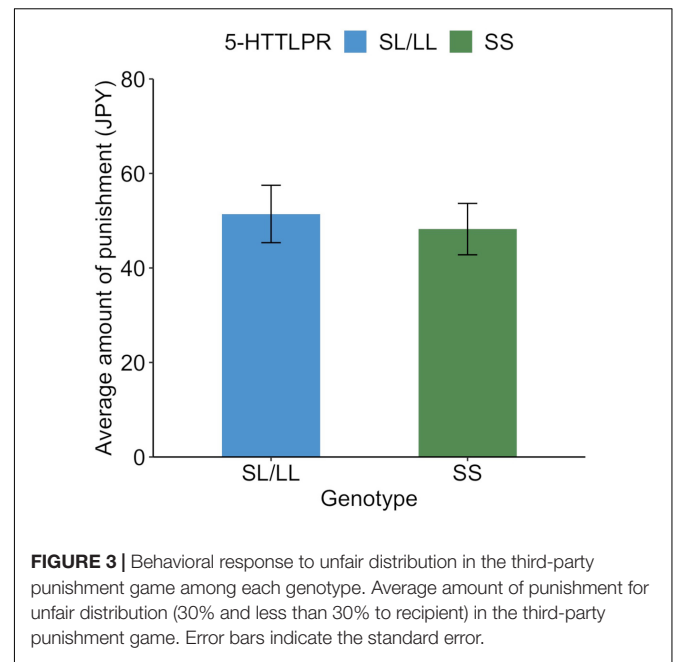 5-HTTLPR SL/LL SS
Average amount of punishment (JPY)
80
60
40
20
0
SL/LL SS
Genotype
FIGURE 3 | Behavioral response to unfair distribution in the third-party
punishment game among each genotype. Average amount of punishment for
unfair distribution (30% and less than 30% to recipient) in the third-party
punishment game. Error bars indicate the standard error.